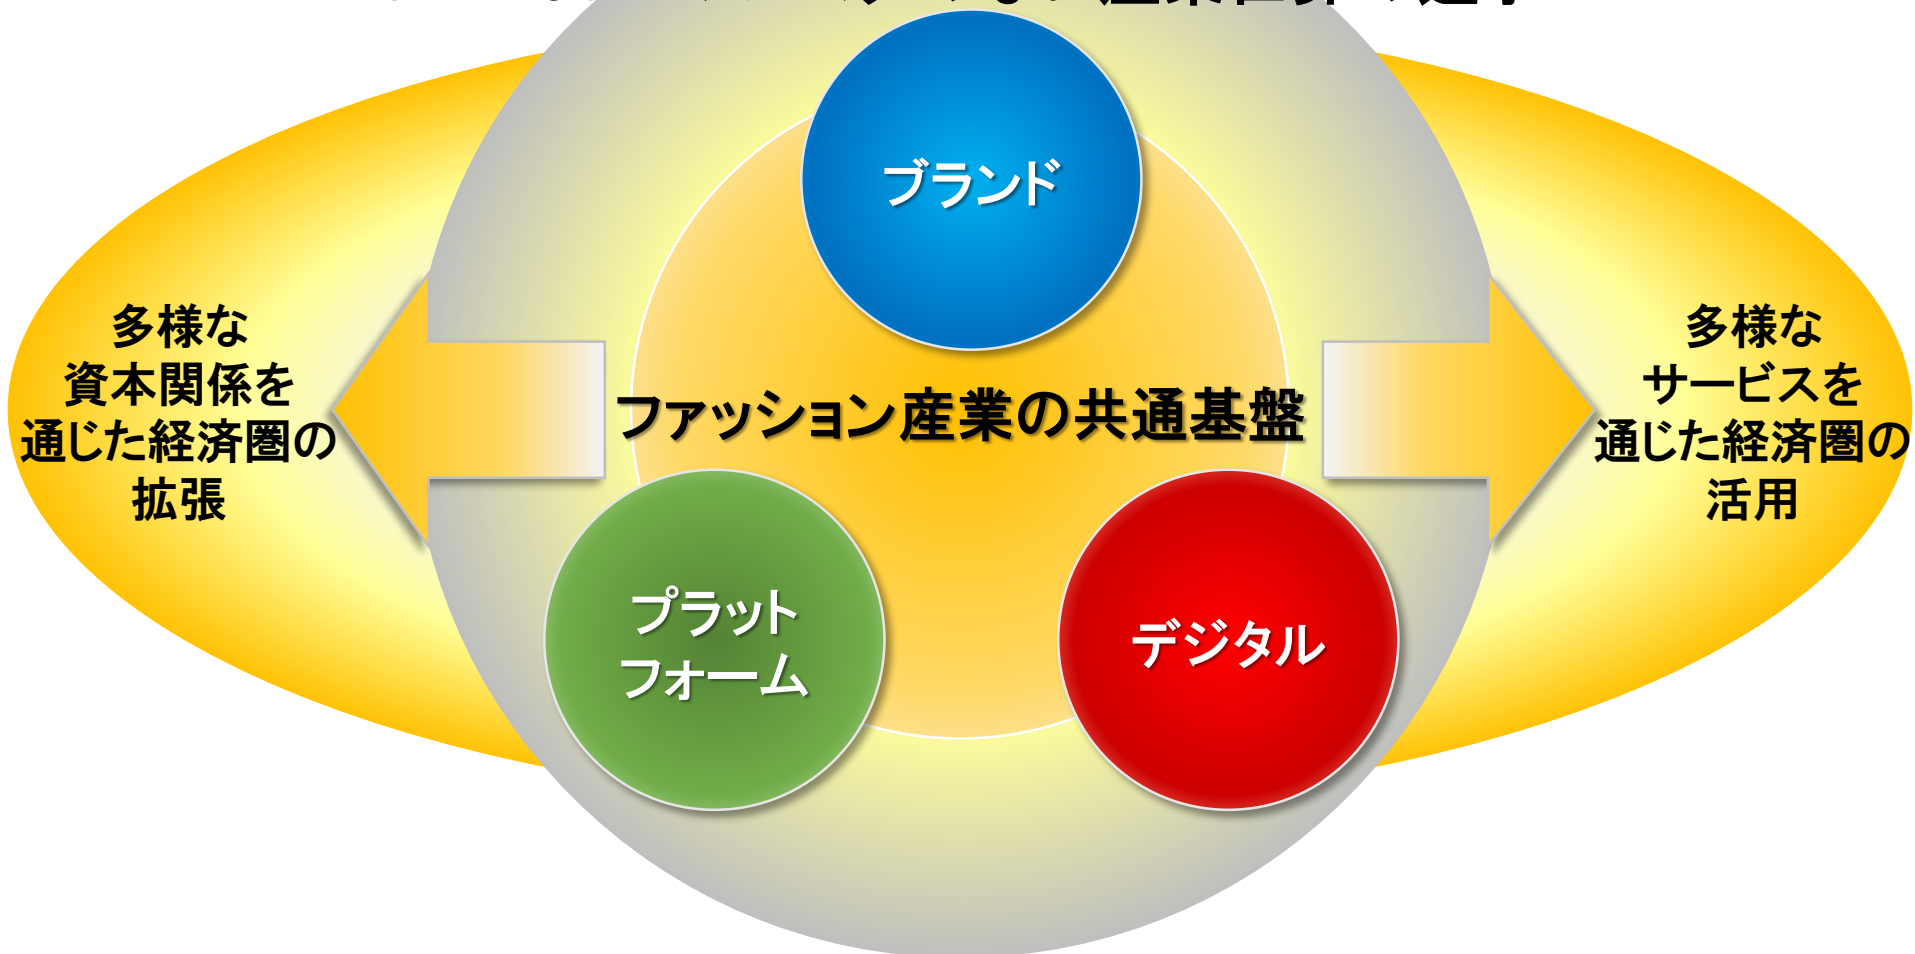 ブランド
多様な
資本関係を
通じた経済圏の
拡張
ファッション産業の共通基盤
多様な
サービスを
通じた経済圏の
活用
プラット
フォーム
デジタル